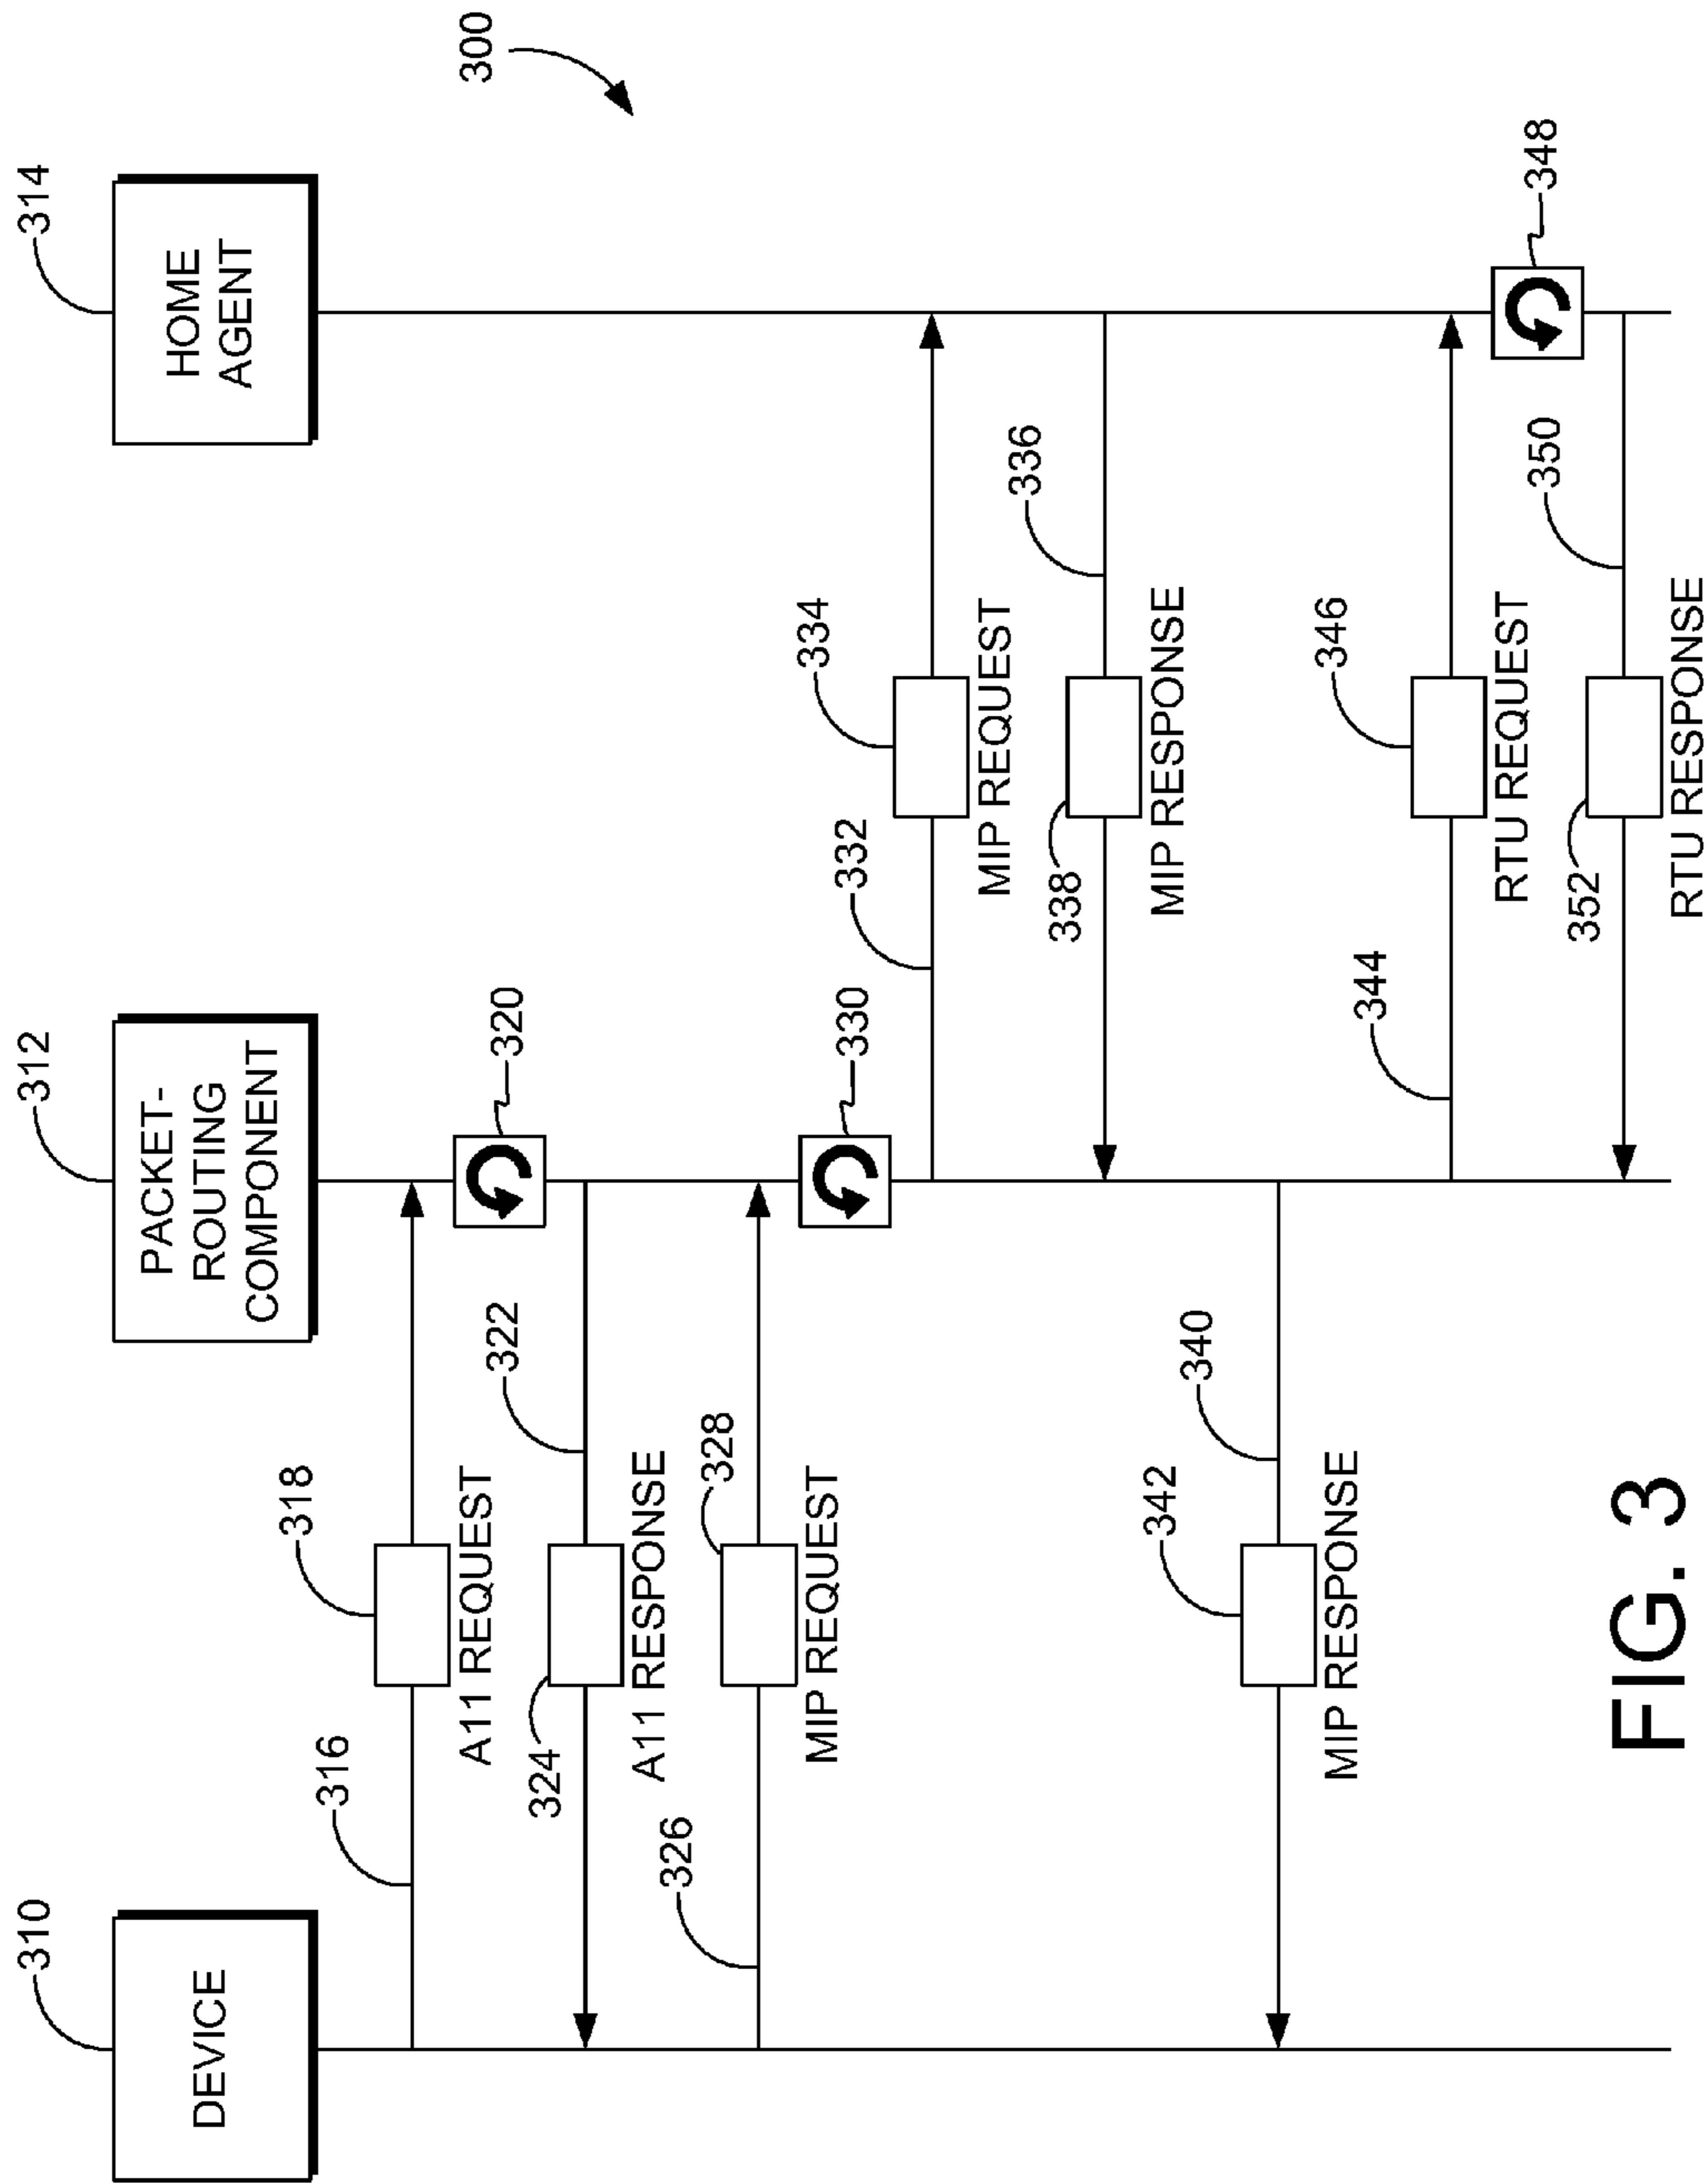 300
310
312
314
DEVICE
PACKET-
ROUTING
COMPONENT
HOME
AGENT
316
318
A11 REQUEST
320
322
324
A11 RESPONSE
326
328
MIP REQUEST
330
332
334
MIP REQUEST
336
338
MIP RESPONSE
340
342
MIP RESPONSE
344
346
RTU REQUEST
348
350
352
RTU RESPONSE
FIG. 3